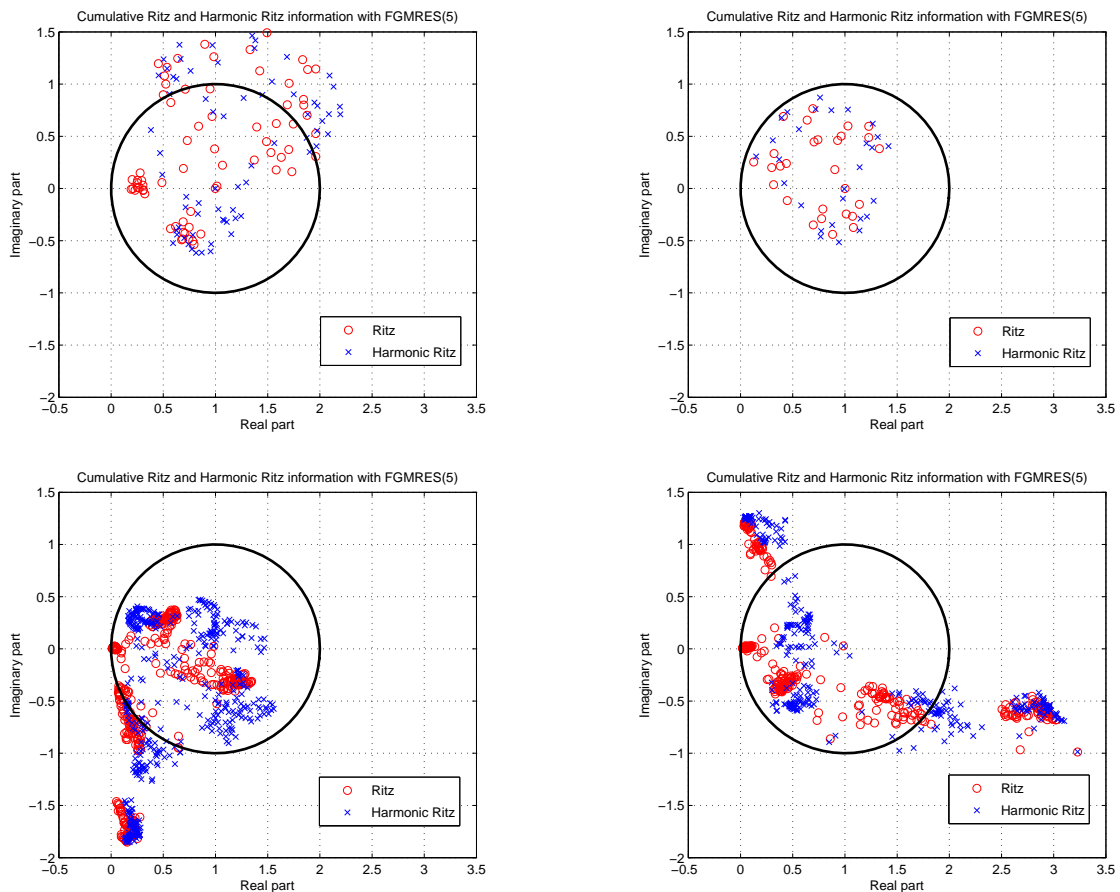 Cumulative Ritz and Harmonic Ritz information with FGMRES(5)
1.5
1
0.5
0
−0.5
−1
−1.5
−2
Imaginary part
−0.5 0 0.5 1 1.5 2 2.5 3 3.5
Real part
Ritz
Harmonic Ritz
Cumulative Ritz and Harmonic Ritz information with FGMRES(5)
1.5
1
0.5
0
−0.5
−1
−1.5
−2
Imaginary part
−0.5 0 0.5 1 1.5 2 2.5 3 3.5
Real part
Ritz
Harmonic Ritz
Cumulative Ritz and Harmonic Ritz information with FGMRES(5)
1.5
1
0.5
0
−0.5
−1
−1.5
−2
Imaginary part
−0.5 0 0.5 1 1.5 2 2.5 3 3.5
Real part
Ritz
Harmonic Ritz
Cumulative Ritz and Harmonic Ritz information with FGMRES(5)
1.5
1
0.5
0
−0.5
−1
−1.5
−2
Imaginary part
−0.5 0 0.5 1 1.5 2 2.5 3 3.5
Real part
Ritz
Harmonic Ritz